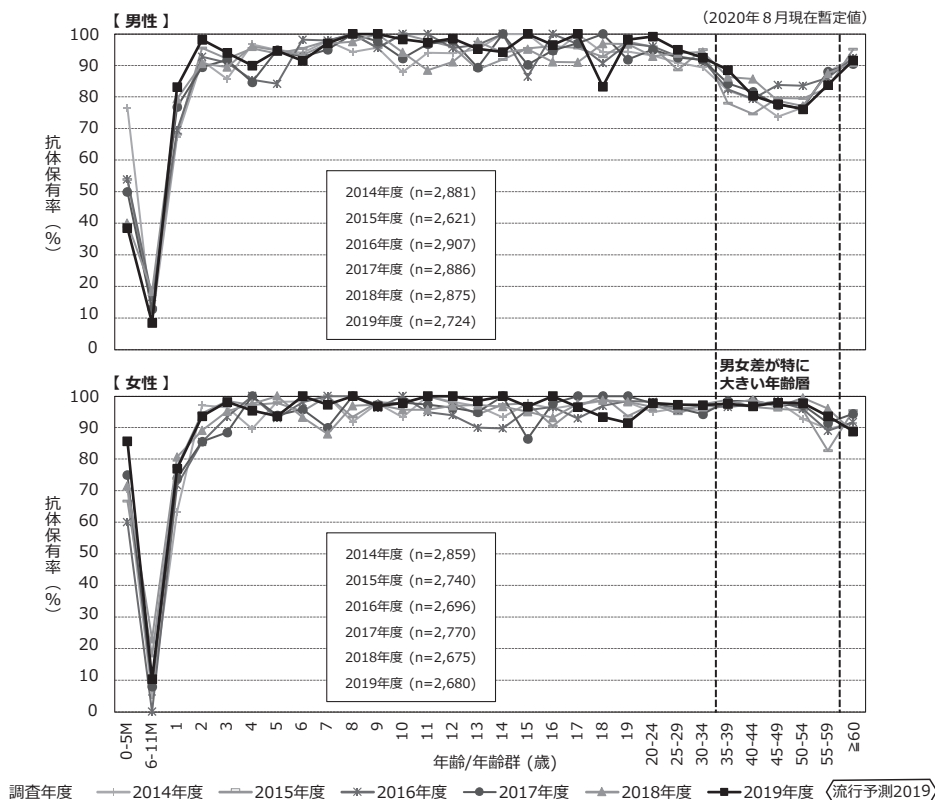 【 男性 】
（2020年８月現在暫定値）
100
90
80
70
60
50
40
30
20
10
0
抗体保有率（%）
2014年度 (n=2,881)
2015年度 (n=2,621)
2016年度 (n=2,907)
2017年度 (n=2,886)
2018年度 (n=2,875)
2019年度 (n=2,724)
男女差が特に
大きい年齢層
【 女性 】
100
90
80
70
60
50
40
30
20
10
0
抗体保有率（%）
2014年度 (n=2,859)
2015年度 (n=2,740)
2016年度 (n=2,696)
2017年度 (n=2,770)
2018年度 (n=2,675)
2019年度 (n=2,680)
0-5M
6-11M
1
2
3
4
5
6
7
8
9
10
11
12
13
14
15
16
17
18
19
20-24
25-29
30-34
35-39
40-44
45-49
50-54
55-59
≧60
年齢/年齢群 (歳)
調査年度 2014年度 2015年度 2016年度 2017年度 2018年度 2019年度 流行予測2019